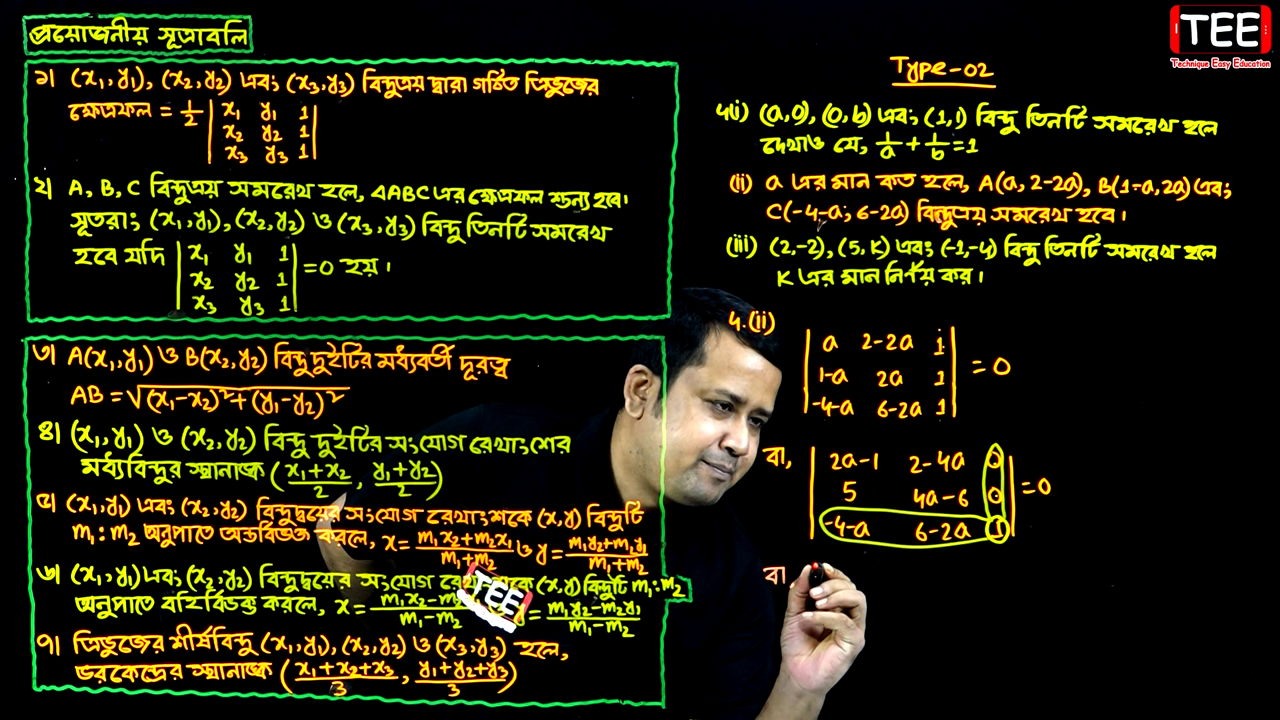 প্রয়োজনীয় সূত্রাবলি
১। (x₁, y₁), (x₂, y₂) এবং (x₃, y₃) বিন্দুত্রয় দ্বারা গঠিত ত্রিভুজের
ক্ষেত্রফল = 1/2 | x₁ y₁ 1 |
| x₂ y₂ 1 |
| x₃ y₃ 1 |
২। A, B, C বিন্দুত্রয় সমরেখ হলে, ΔABC এর ক্ষেত্রফল শূন্য হবে।
সুতরাং (x₁, y₁), (x₂, y₂) ও (x₃, y₃) বিন্দু তিনটি সমরেখ
হবে যদি | x₁ y₁ 1 |
| x₂ y₂ 1 | = 0 হয়।
| x₃ y₃ 1 |
৩। A(x₁, y₁) ও B(x₂, y₂) বিন্দু দুইটির মধ্যবর্তী দূরত্ব
AB = √(x₁-x₂)²+(y₁-y₂)²
৪। (x₁, y₁) ও (x₂, y₂) বিন্দু দুইটির সংযোগ রেখাংশের
মধ্যবিন্দুর স্থানাঙ্ক (x₁+x₂/2, y₁+y₂/2)
৫। (x₁, y₁) এবং (x₂, y₂) বিন্দুদ্বয়ের সংযোগ রেখাংশকে (x, y) বিন্দুটি
m₁ : m₂ অনুপাতে অন্তর্বিভক্ত করলে, x = m₁x₂+m₂x₁/m₁+m₂ ও y = m₁y₂+m₂y₁/m₁+m₂
৬। (x₁, y₁) এবং (x₂, y₂) বিন্দুদ্বয়ের সংযোগ (x, y) বিন্দুটি m₁ : m₂
অনুপাতে বহির্বিভক্ত করলে, x = m₁x₂-m₂ /m₁-m₂ = m₁y₂-m₂y₁/m₁-m₂
৭। ত্রিভুজের শীর্ষবিন্দু (x₁, y₁), (x₂, y₂) ও (x₃, y₃) হলে,
ভরকেন্দ্রের স্থানাঙ্ক (x₁+x₂+x₃/3, y₁+y₂+y₃/3)
TEE
TEE
Technique Easy Education
Type-02
৫(i) (a, 0), (0, b) এবং (1, 1) বিন্দু তিনটি সমরেখ হলে
দেখাও যে, 1/a + 1/b = 1
(ii) a এর মান কত হলে, A(a, 2-2a), B(1-a, 2a) এবং
C(-4-a, 6-2a) বিন্দুত্রয় সমরেখ হবে।
(iii) (2, -2), (5, K) এবং (-1, -4) বিন্দু তিনটি সমরেখ হলে
K এর মান নির্ণয় কর।
৫.(ii)
| a 2-2a 1 |
| 1-a 2a 1 | = 0
| -4-a 6-2a 1 |
বা, | 2a-1 2-4a 0 |
| 5 4a-6 0 | = 0
| -4-a 6-2a 1 |
বা,